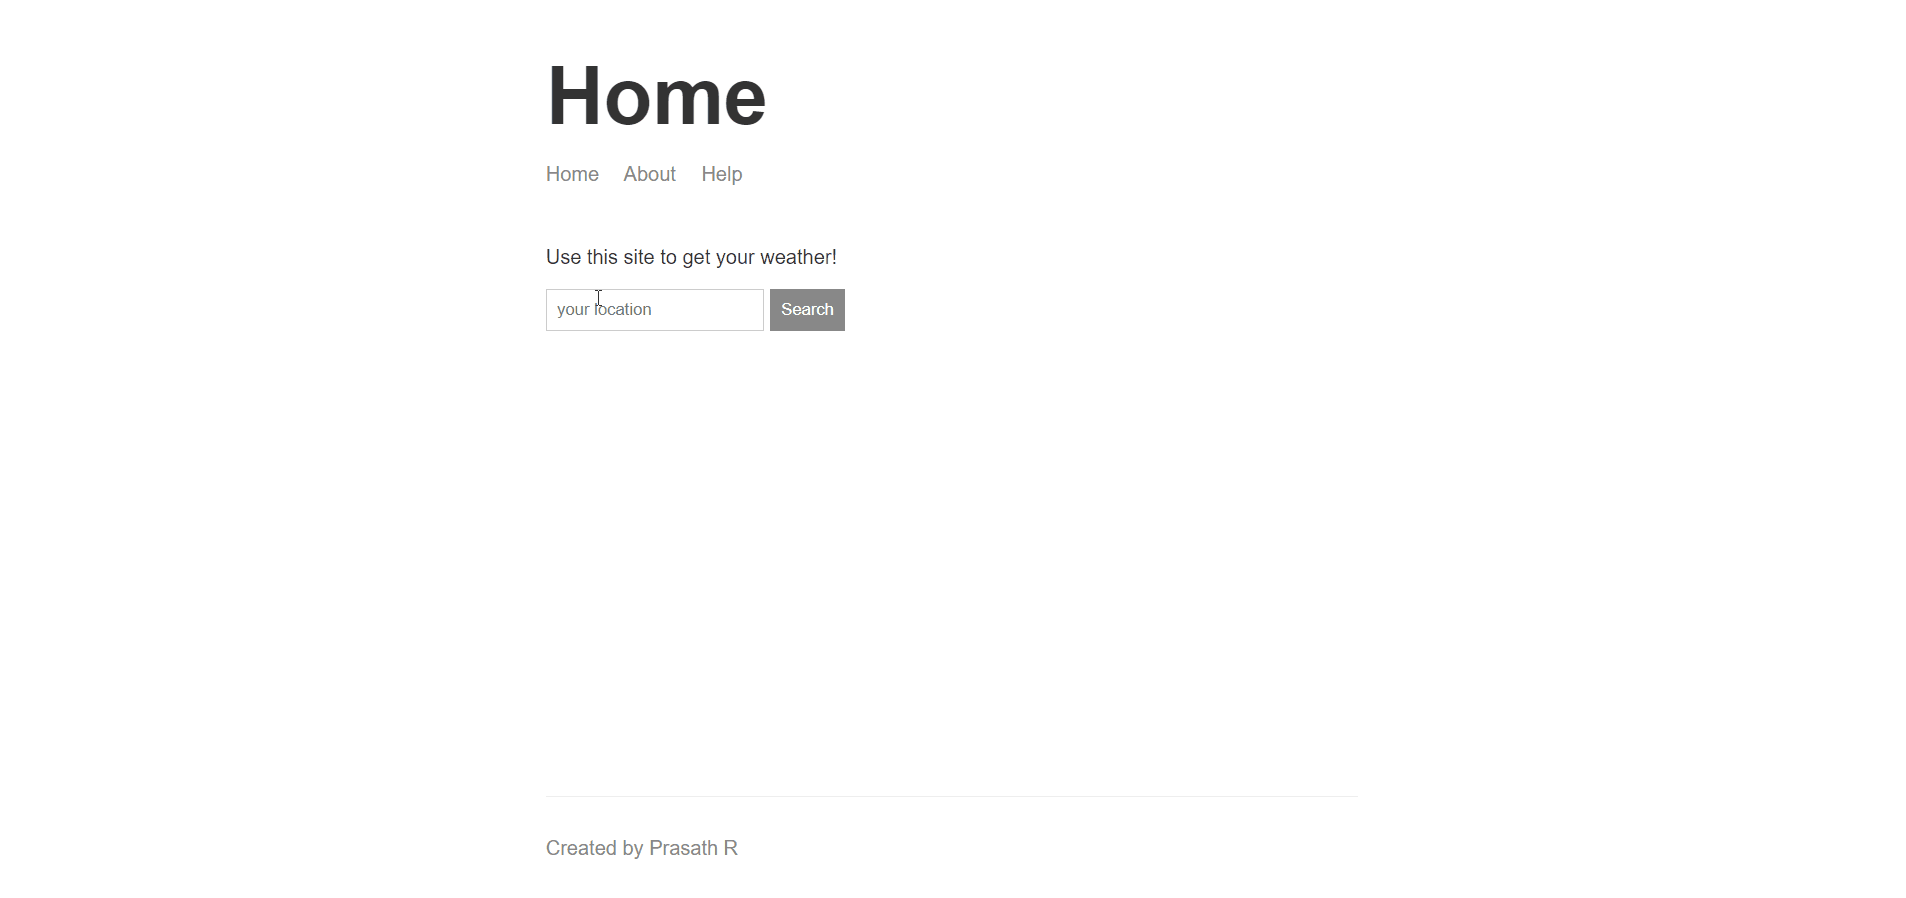 Home
Home About Help
Use this site to get your weather!
your location Search
Created by Prasath R